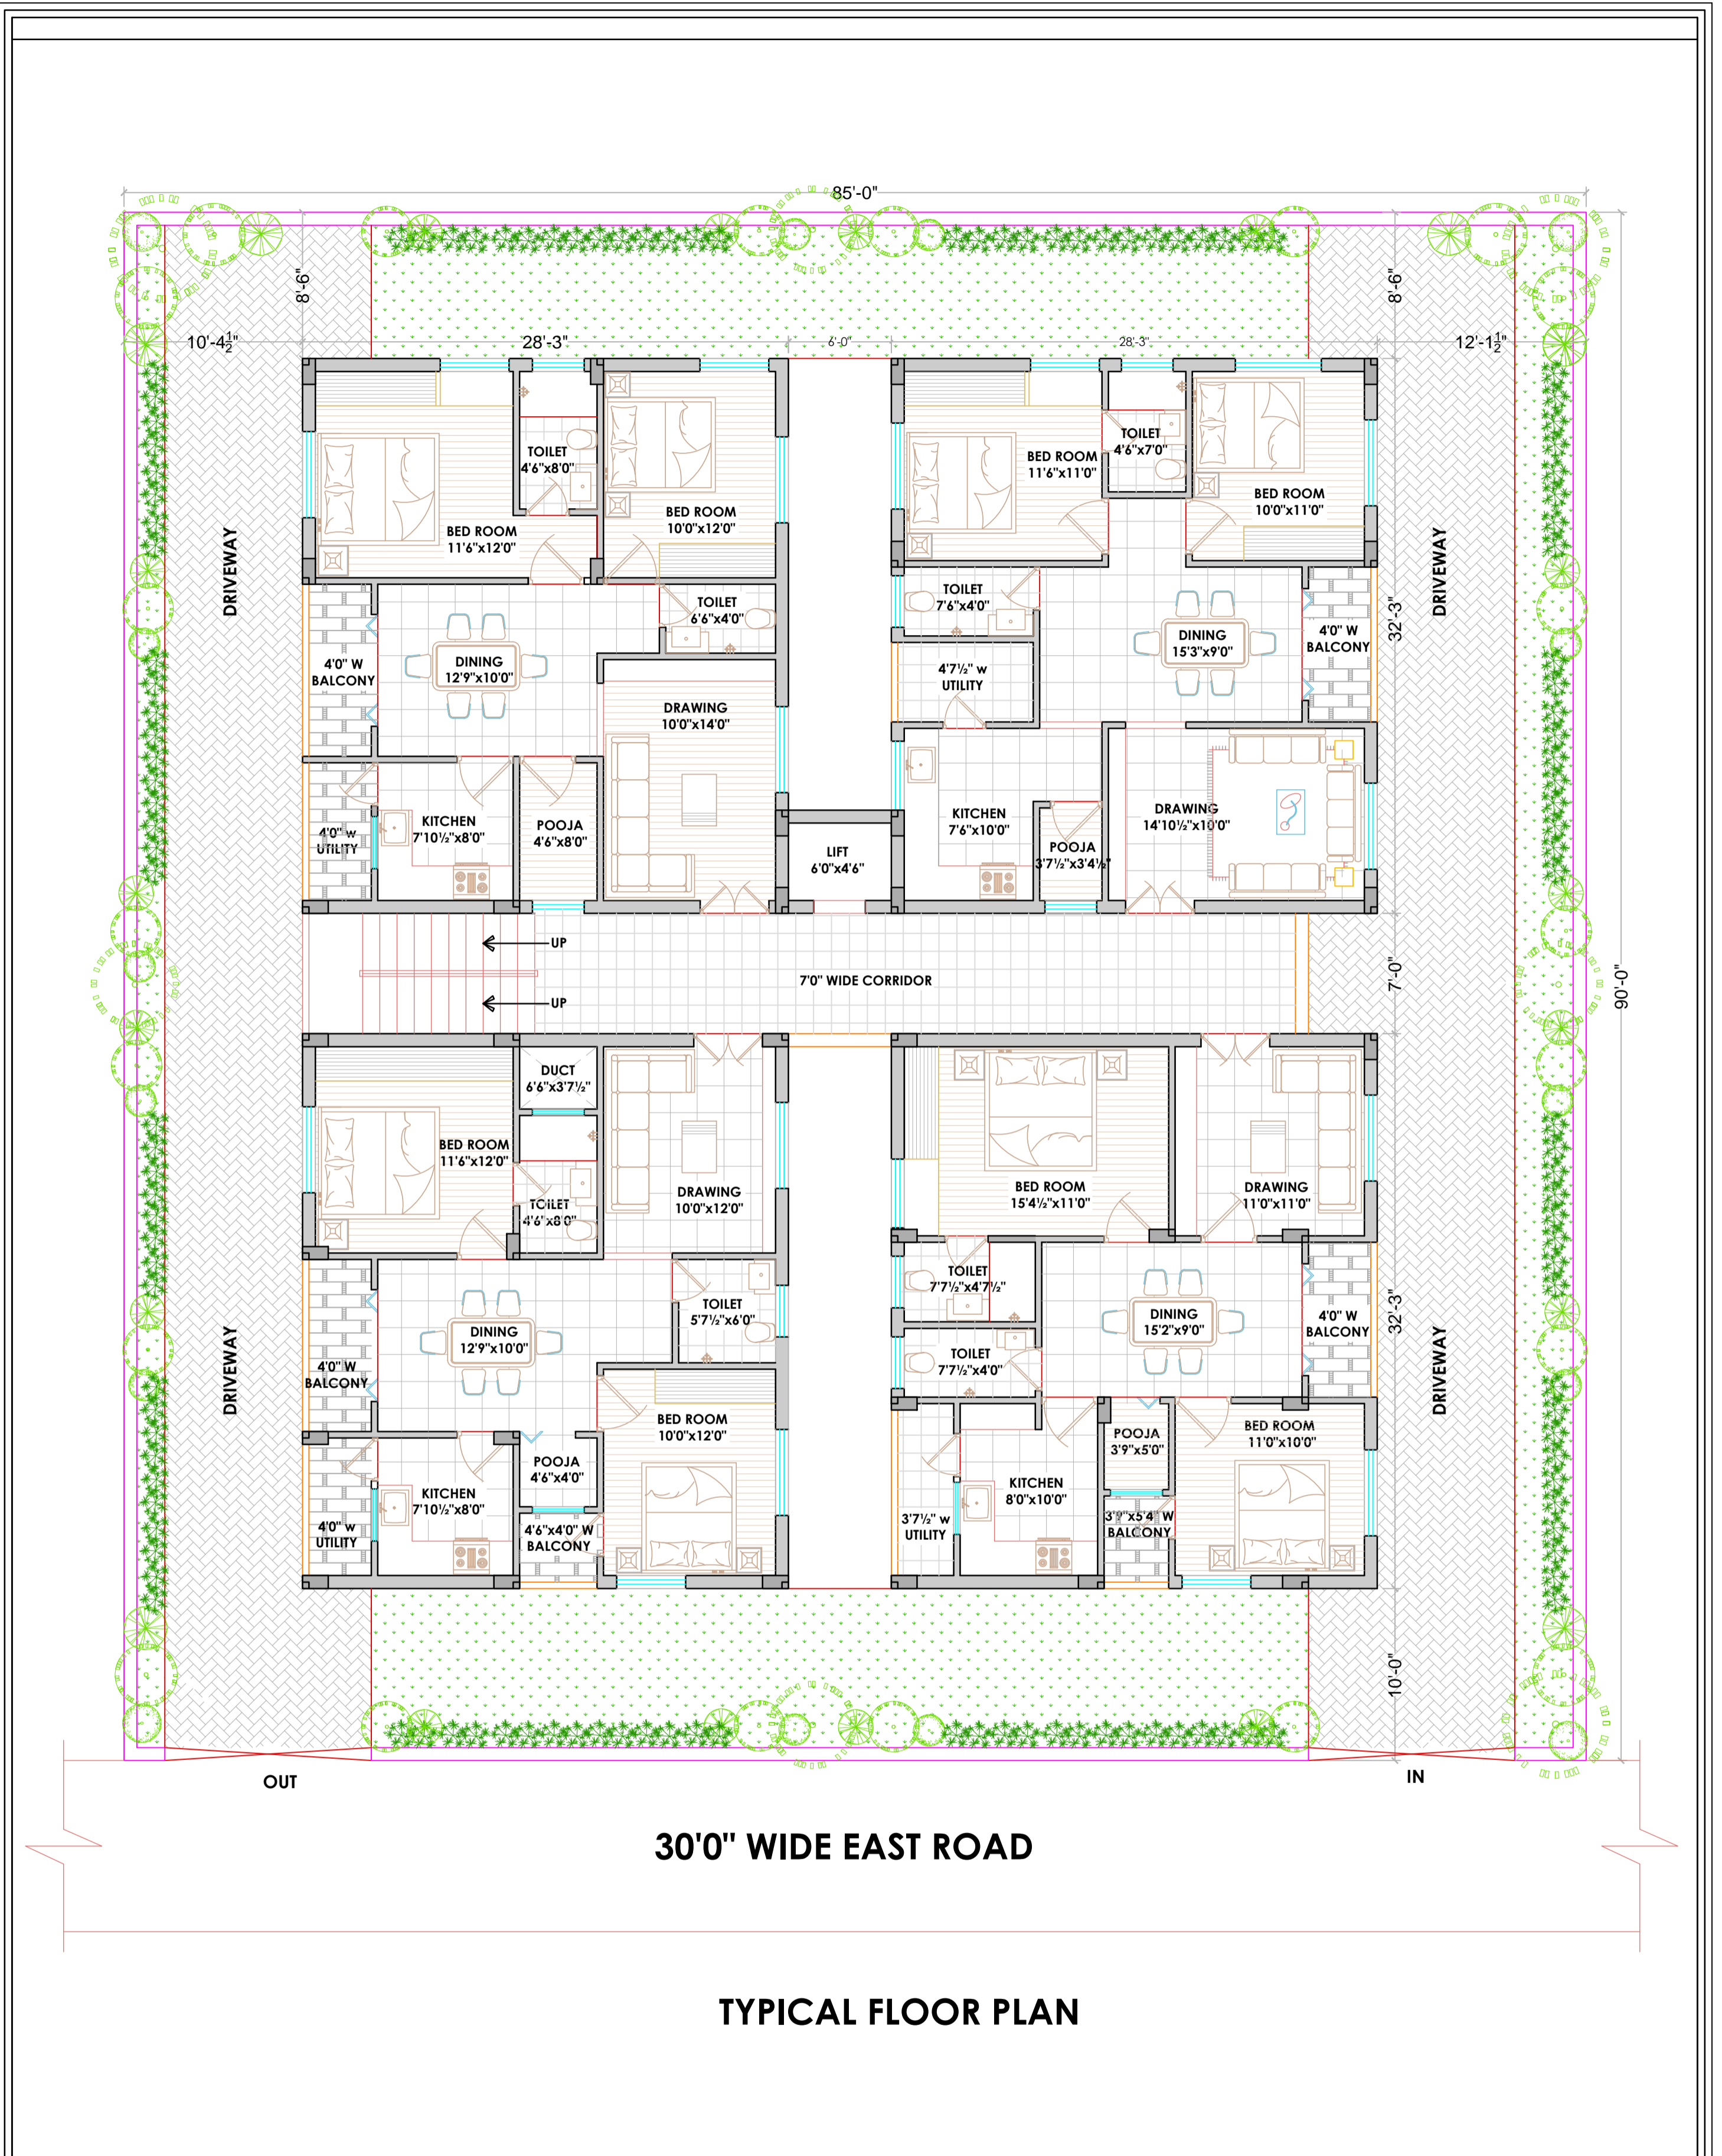 85'-0"
8'-6"
8'-6"
10'-4½"
28'-3"
6'-0"
28'-3"
12'-1½"
TOILET
4'6"x8'0"
BED ROOM
11'6"x12'0"
BED ROOM
10'0"x12'0"
TOILET
4'6"x7'0"
BED ROOM
11'6"x11'0"
BED ROOM
10'0"x11'0"
DRIVEWAY
DRIVEWAY
TOILET
6'6"x4'0"
TOILET
7'6"x4'0"
32'-3"
4'0" W
BALCONY
DINING
12'9"x10'0"
DRAWING
10'0"x14'0"
4'7½" w
UTILITY
DINING
15'3"x9'0"
4'0" W
BALCONY
4'0" w
UTILITY
KITCHEN
7'10½"x8'0"
POOJA
4'6"x8'0"
LIFT
6'0"x4'6"
KITCHEN
7'6"x10'0"
POOJA
3'7½"x3'4½"
DRAWING
14'10½"x10'0"
UP
7'0" WIDE CORRIDOR
UP
7'-0"
90'-0"
DUCT
6'6"x3'7½"
BED ROOM
11'6"x12'0"
TOILET
4'6"x8'0"
DRAWING
10'0"x12'0"
BED ROOM
15'4½"x11'0"
DRAWING
11'0"x11'0"
TOILET
5'7½"x6'0"
TOILET
7'7½"x4'7½"
DINING
12'9"x10'0"
DINING
15'2"x9'0"
4'0" W
BALCONY
32'-3"
TOILET
7'7½"x4'0"
4'0" W
BALCONY
DRIVEWAY
DRIVEWAY
BED ROOM
10'0"x12'0"
POOJA
4'6"x4'0"
KITCHEN
7'10½"x8'0"
4'0" w
UTILITY
4'6"x4'0" W
BALCONY
POOJA
3'9"x5'0"
BED ROOM
11'0"x10'0"
KITCHEN
8'0"x10'0"
3'7½" w
UTILITY
3'9"x5'4" W
BALCONY
10'-0"
OUT
IN
30'0" WIDE EAST ROAD
TYPICAL FLOOR PLAN